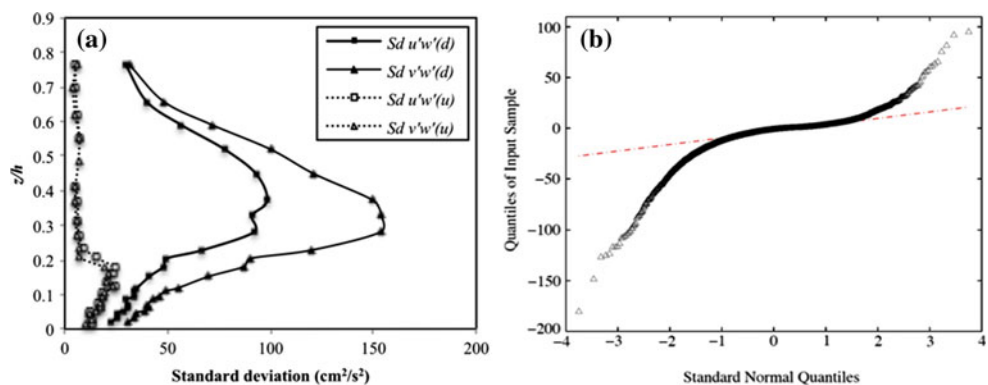 (a)
0.9
0.8
0.7
0.6
0.5
0.4
0.3
0.2
0.1
0
z/h
Sd u'w'(d)
Sd v'w'(d)
Sd u'w'(u)
Sd v'w'(u)
0 50 100 150 200
Standard deviation (cm²/s²)
(b)
100
50
0
−50
−100
−150
−200
Quantiles of Input Sample
−4 −3 −2 −1 0 1 2 3 4
Standard Normal Quantiles